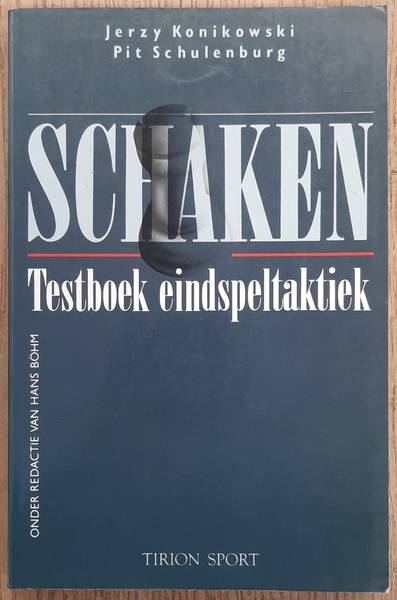 Jerzy Konikowski
Pit Schulenburg
SCHAKEN
Testboek eindspeltaktiek
ONDER REDACTIE VAN HANS BÖHM
TIRION SPORT